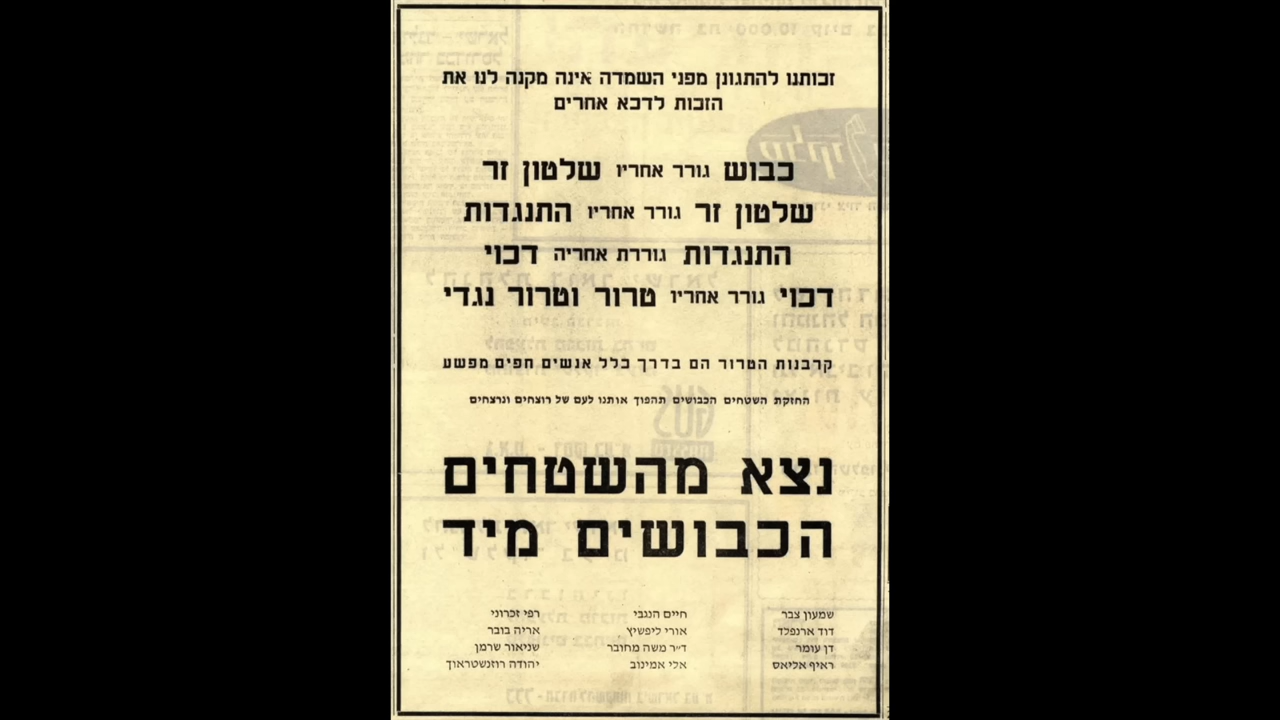 זכותנו להתגונן מפני השמדה אינה מקנה לנו את
הזכות לדכא אחרים
כבוש גורר אחריו שלטון זר
שלטון זר גורר אחריו התנגדות
התנגדות גוררת אחריה דכוי
דכוי גורר אחריו טרור וטרור נגדי
קרבנות הטרור הם בדרך כלל אנשים חפים מפשע
החזקת השטחים הכבושים תהפוך אותנו לעם של רוצחים ונרצחים
נצא מהשטחים
הכבושים מיד
שמעון צבר חיים הנגבי רפי זכרוני
דוד ארנפלד אורי ליפשיץ אריה בובר
דן עומר ד״ר משה מחובר שניאור שרמן
ראיף אליאס אלי אמינוב יהודה רוזנשטראוך